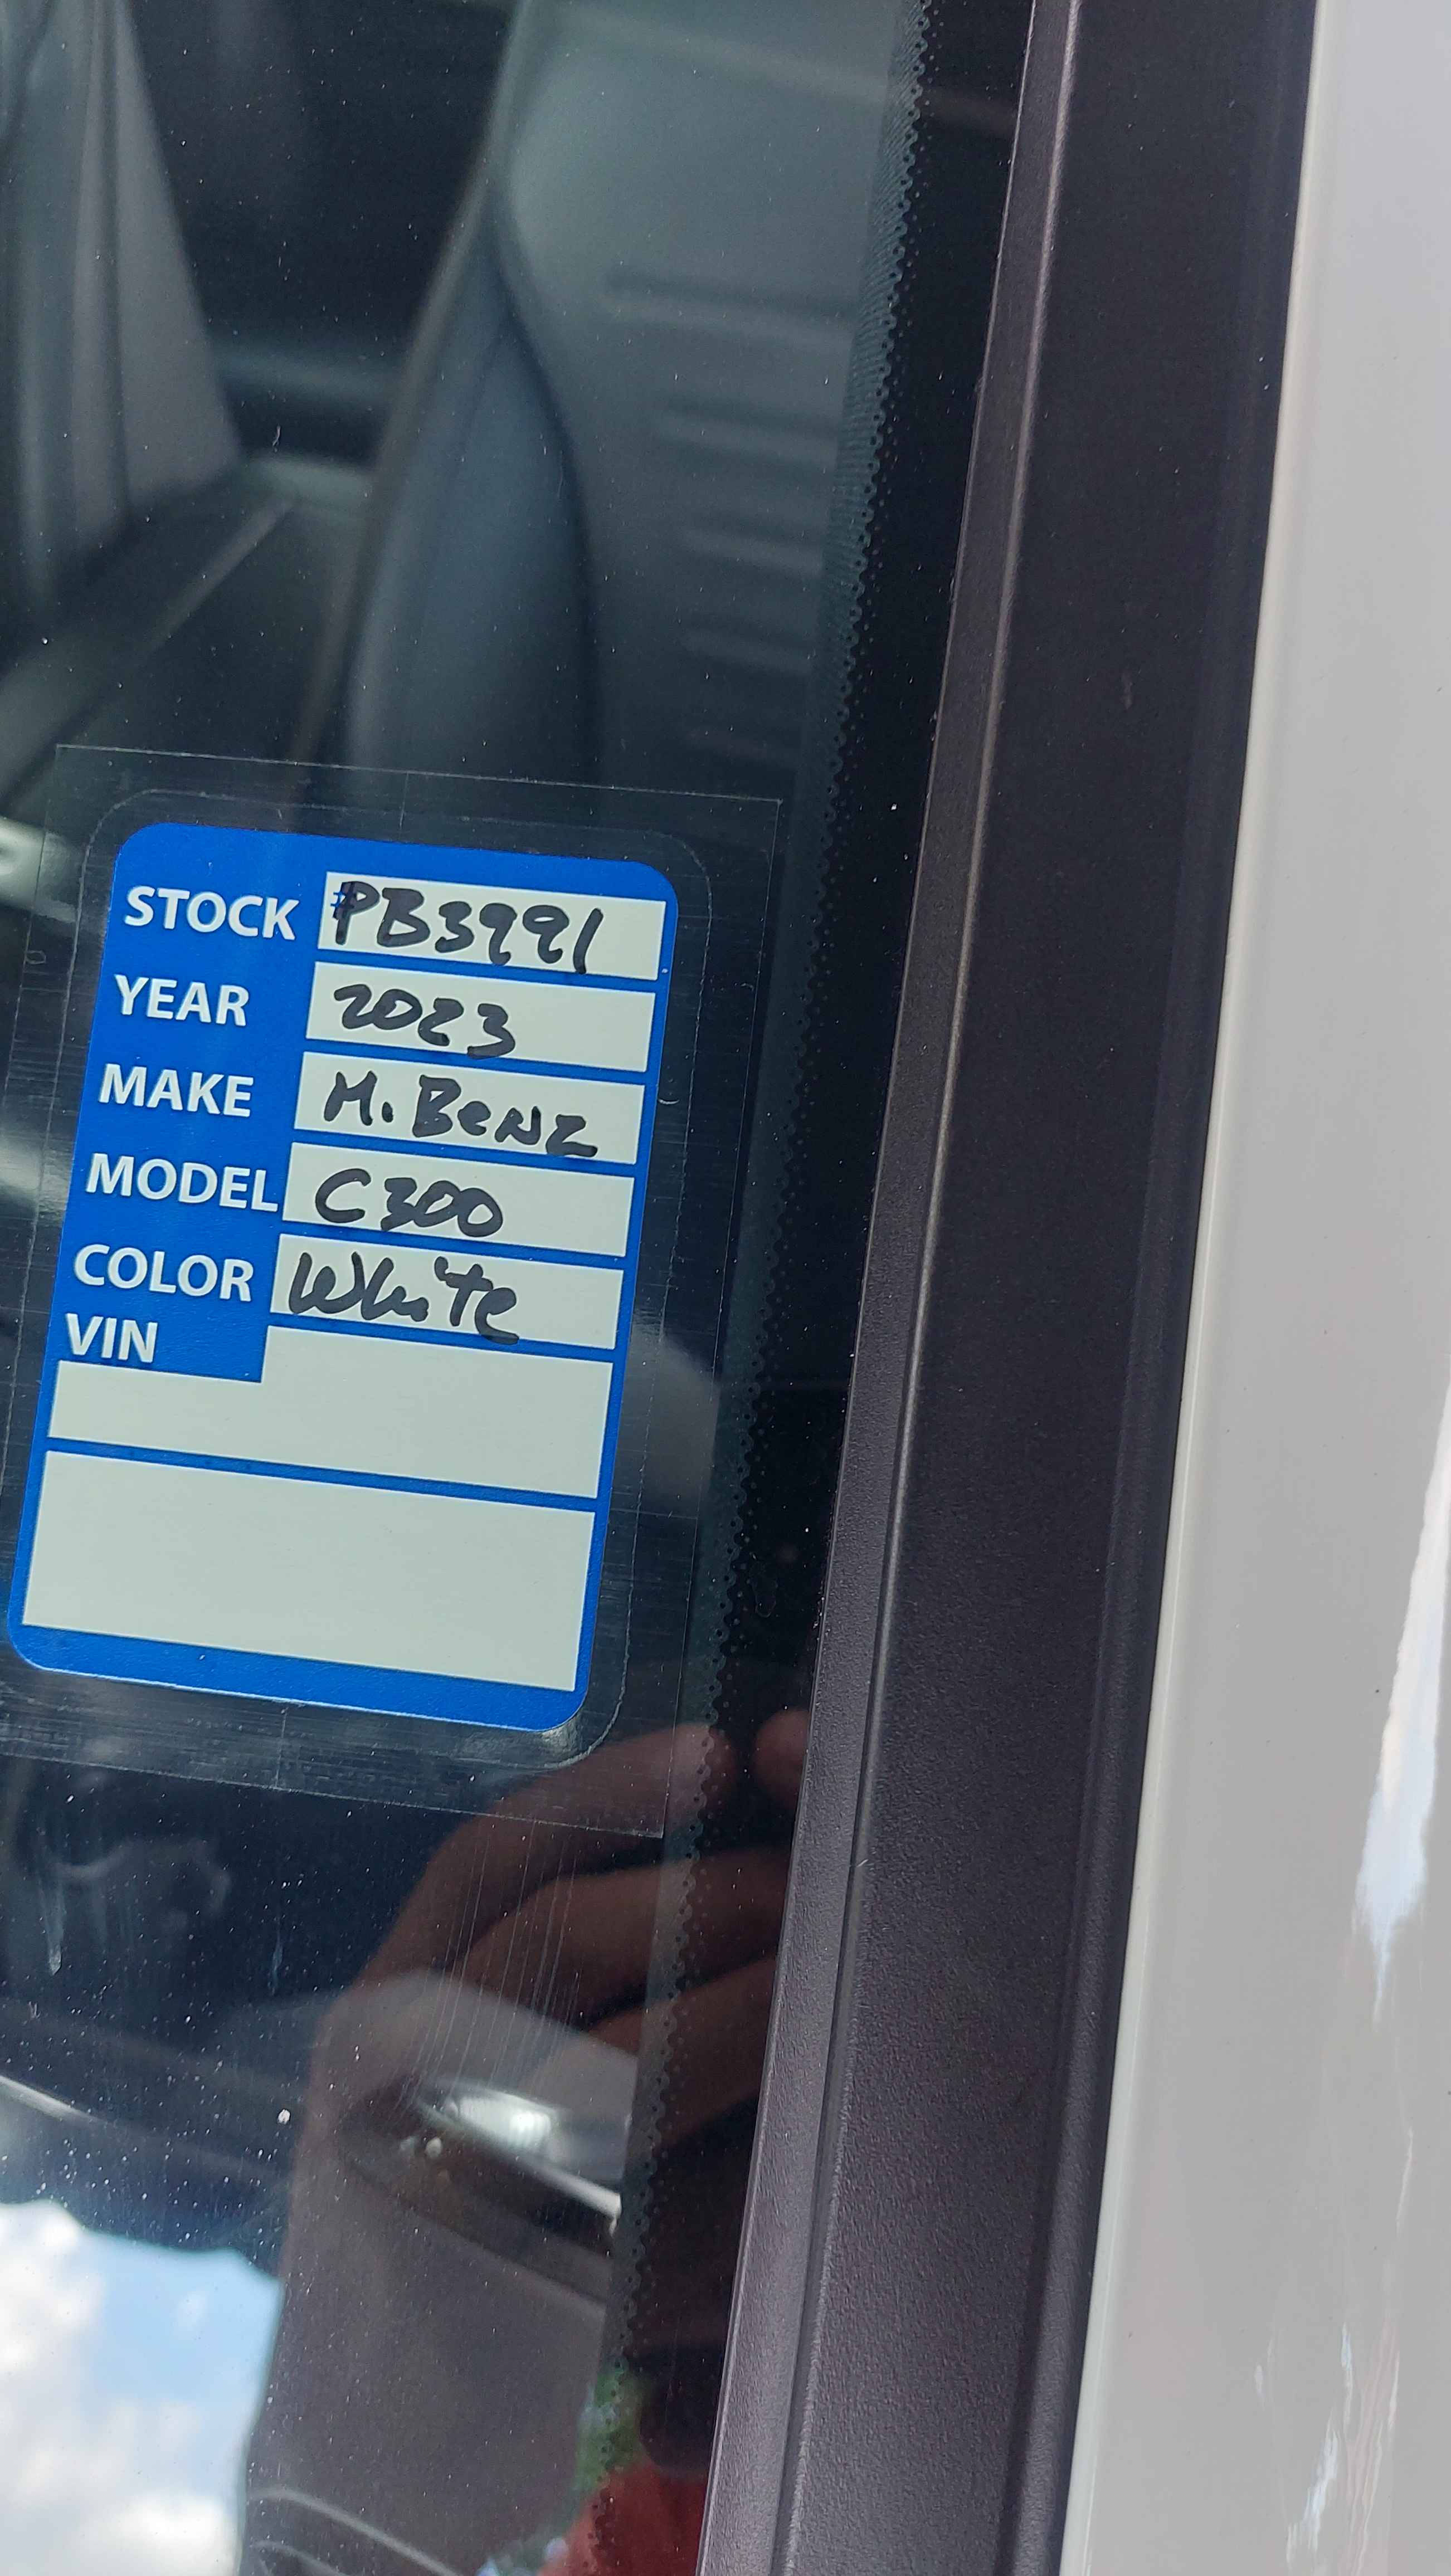 STOCK #PB3991
YEAR 2023
MAKE M. BENZ
MODEL C300
COLOR White
VIN